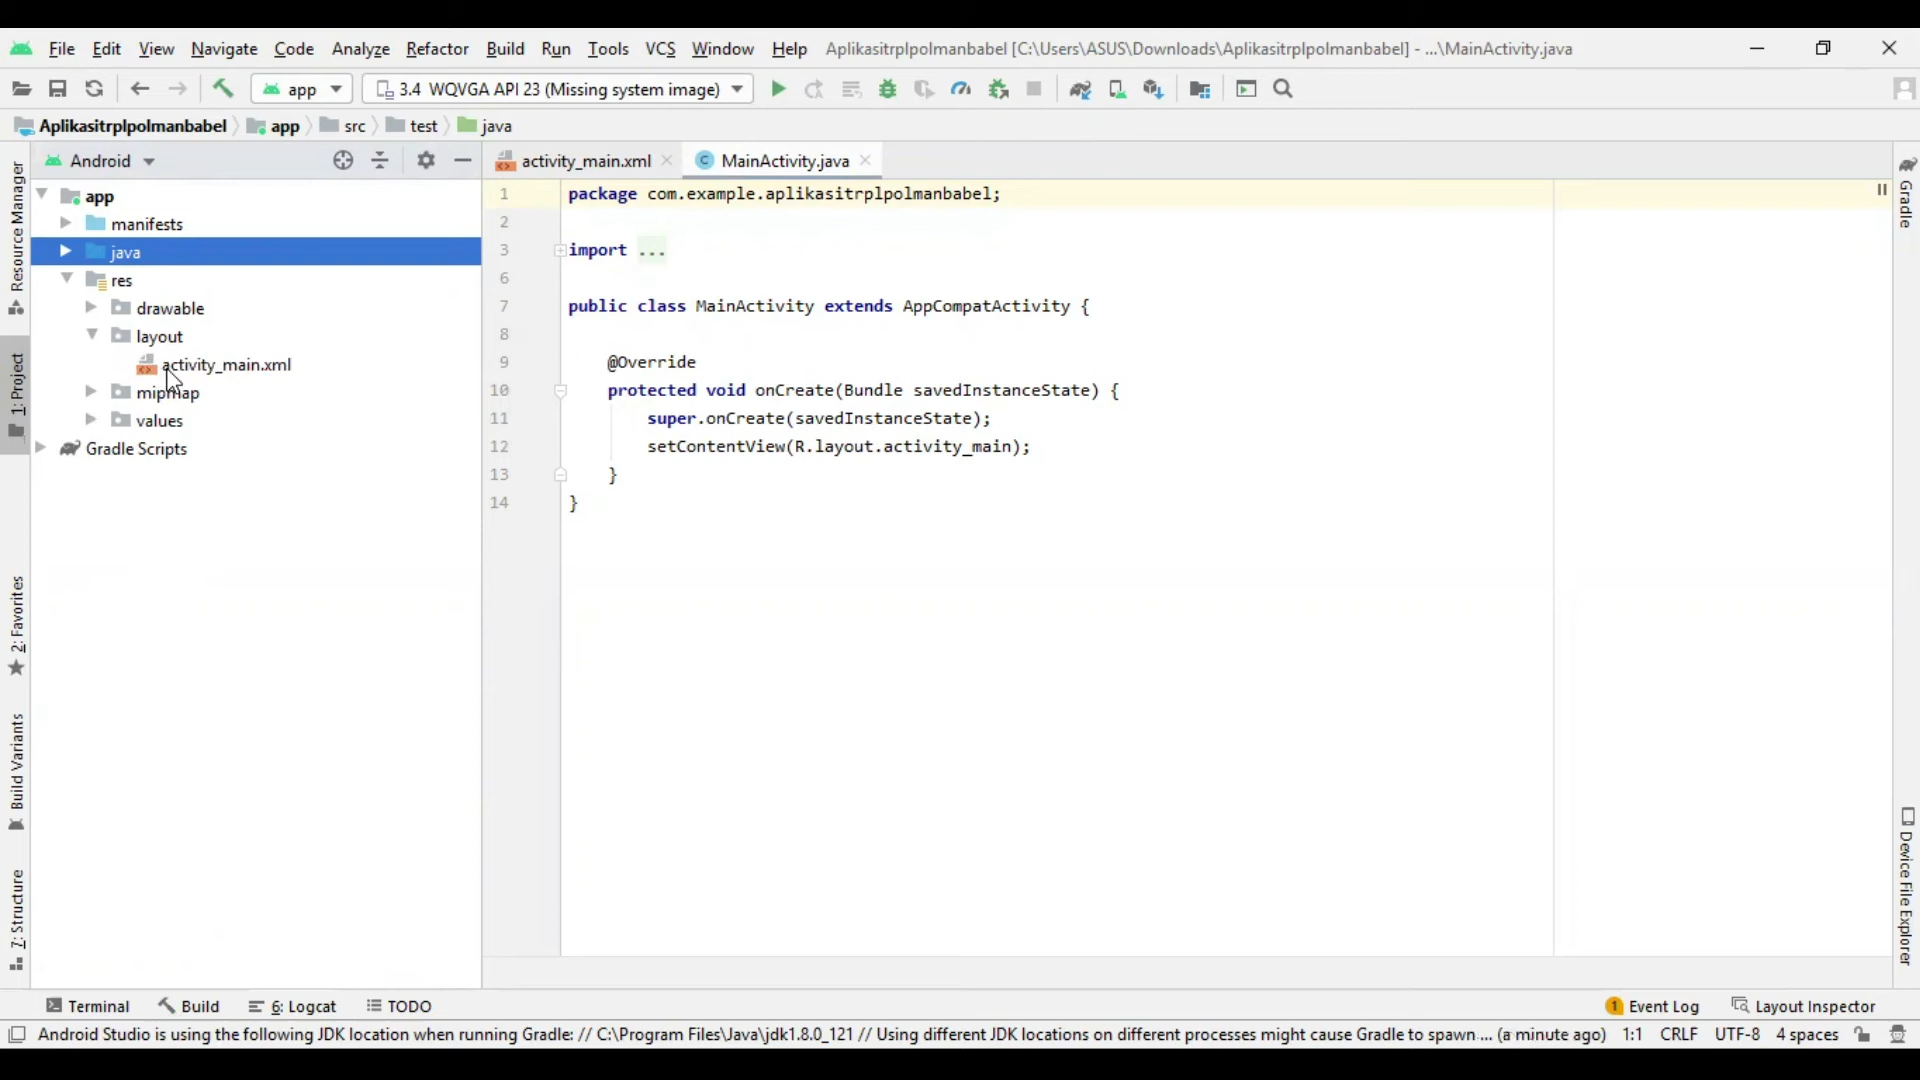 File Edit View Navigate Code Analyze Refactor Build Run Tools VCS Window Help Aplikasitrplpolmanbabel [C:\Users\ASUS\Downloads\Aplikasitrplpolmanbabel] - ...\MainActivity.java
app 3.4 WQVGA API 23 (Missing system image)
Aplikasitrplpolmanbabel app src test java
Android
activity_main.xml MainActivity.java
app
manifests
java
res
drawable
layout
activity_main.xml
mipmap
values
Gradle Scripts
1 package com.example.aplikasitrplpolmanbabel;
2
3 import ...
6
7 public class MainActivity extends AppCompatActivity {
8
9 @Override
10 protected void onCreate(Bundle savedInstanceState) {
11 super.onCreate(savedInstanceState);
12 setContentView(R.layout.activity_main);
13 }
14 }
Resource Manager
1: Project
2: Favorites
Build Variants
7: Structure
Gradle
Device File Explorer
Terminal Build 6: Logcat TODO 1 Event Log Layout Inspector
Android Studio is using the following JDK location when running Gradle: // C:\Program Files\Java\jdk1.8.0_121 // Using different JDK locations on different processes might cause Gradle to spawn ... (a minute ago) 1:1 CRLF UTF-8 4 spaces